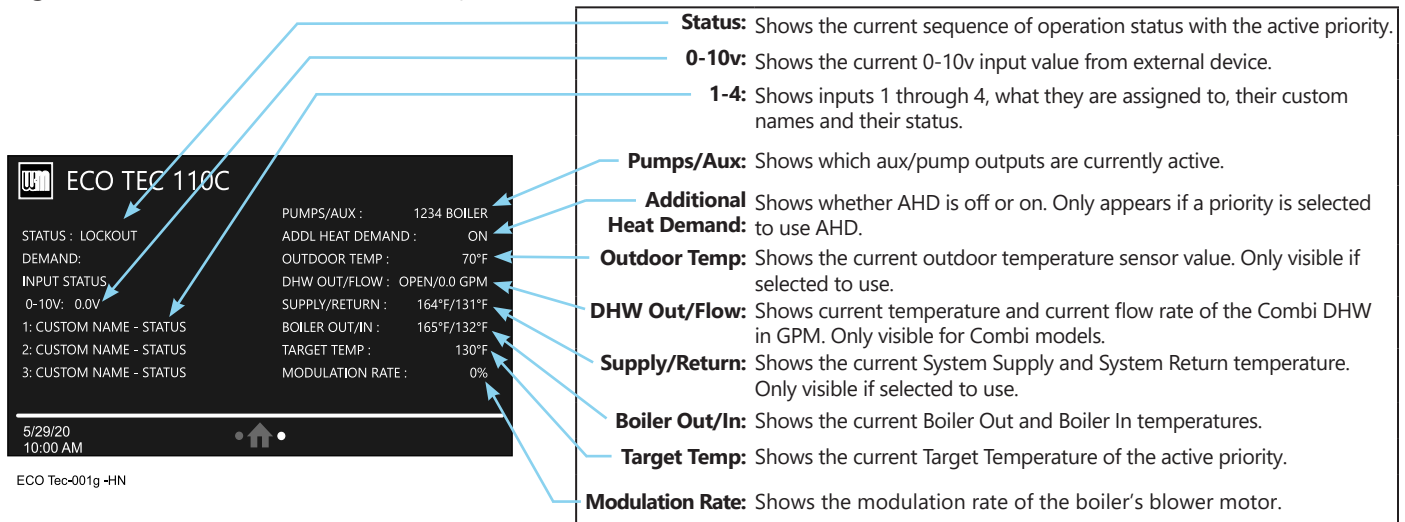 Status: Shows the current sequence of operation status with the active priority.
0-10v: Shows the current 0-10v input value from external device.
1-4: Shows inputs 1 through 4, what they are assigned to, their custom
names and their status.
Pumps/Aux: Shows which aux/pump outputs are currently active.
Additional
Heat Demand: Shows whether AHD is off or on. Only appears if a priority is selected
to use AHD.
Outdoor Temp: Shows the current outdoor temperature sensor value. Only visible if
selected to use.
DHW Out/Flow: Shows current temperature and current flow rate of the Combi DHW
in GPM. Only visible for Combi models.
Supply/Return: Shows the current System Supply and System Return temperature.
Only visible if selected to use.
Boiler Out/In: Shows the current Boiler Out and Boiler In temperatures.
Target Temp: Shows the current Target Temperature of the active priority.
Modulation Rate: Shows the modulation rate of the boiler's blower motor.
WM ECO TEC 110C
STATUS : LOCKOUT
DEMAND:
INPUT STATUS
0-10V: 0.0V
1: CUSTOM NAME - STATUS
2: CUSTOM NAME - STATUS
3: CUSTOM NAME - STATUS
PUMPS/AUX : 1234 BOILER
ADDL HEAT DEMAND : ON
OUTDOOR TEMP : 70°F
DHW OUT/FLOW : OPEN/0.0 GPM
SUPPLY/RETURN : 164°F/131°F
BOILER OUT/IN : 165°F/132°F
TARGET TEMP : 130°F
MODULATION RATE : 0%
5/29/20
10:00 AM
ECO Tec-001g -HN